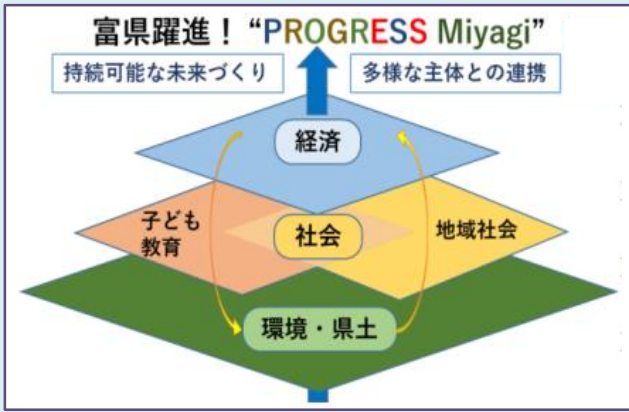 富県躍進！“PROGRESS Miyagi”
持続可能な未来づくり
多様な主体との連携
経済
子ども
教育
社会
地域社会
環境・県土